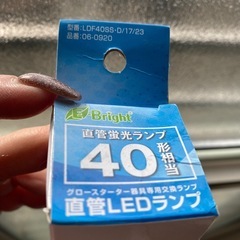 型番:LDF40SS・D/17/23
品番:06-0920
Bright
直管蛍光ランプ
40形相当
グロースターター器具専用交換ランプ
直管LEDランプ